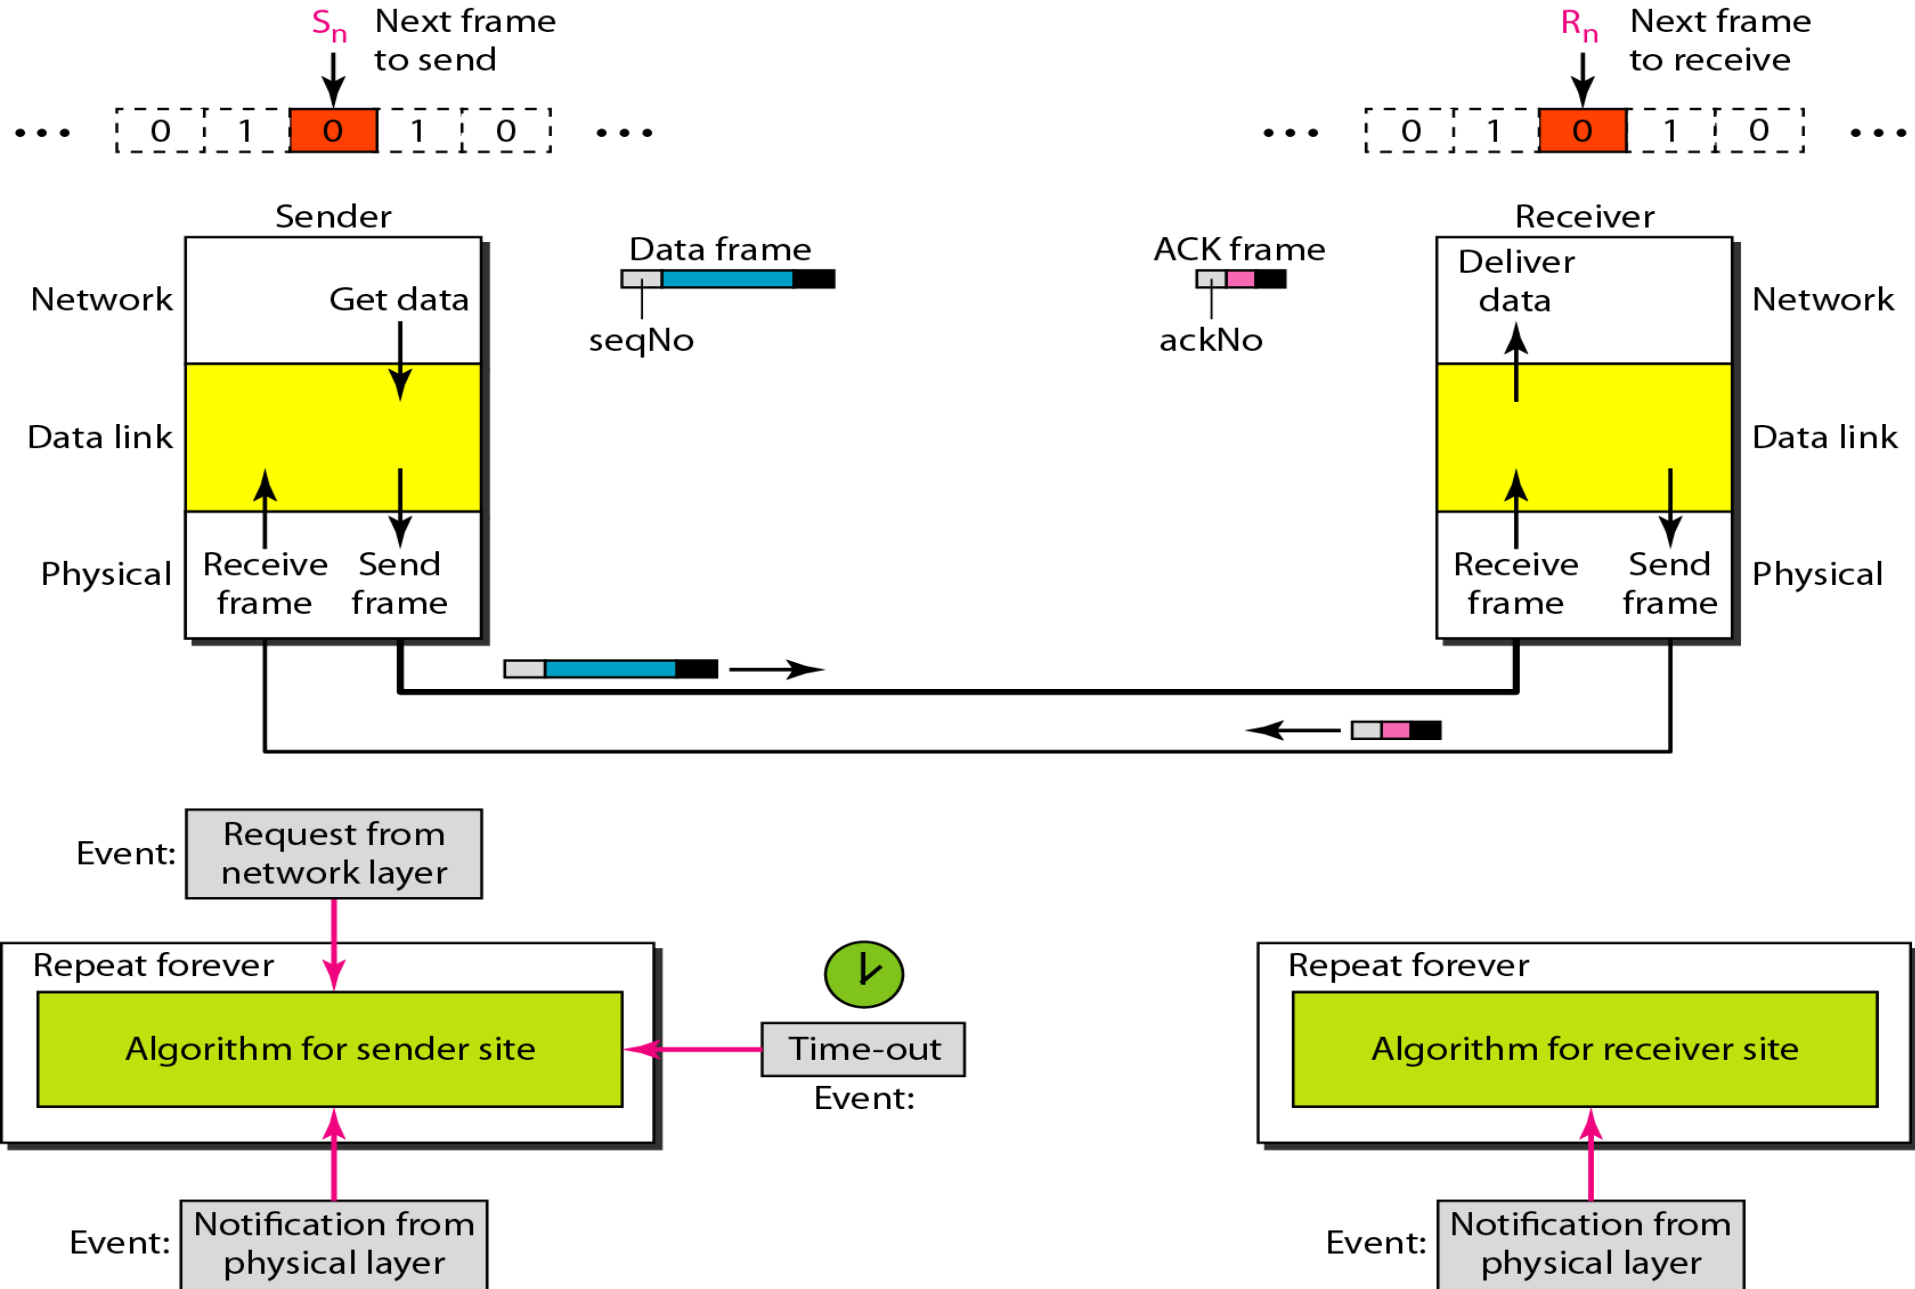 Sn Next frame
to send
Rn Next frame
to receive
... 0 1 0 1 0 ...
... 0 1 0 1 0 ...
Sender
Receiver
Data frame
seqNo
ACK frame
ackNo
Network
Get data
Deliver
data
Network
Data link
Data link
Physical
Receive
frame
Send
frame
Receive
frame
Send
frame
Physical
Event:
Request from
network layer
Repeat forever
Algorithm for sender site
Time-out
Event:
Repeat forever
Algorithm for receiver site
Event:
Notification from
physical layer
Event:
Notification from
physical layer